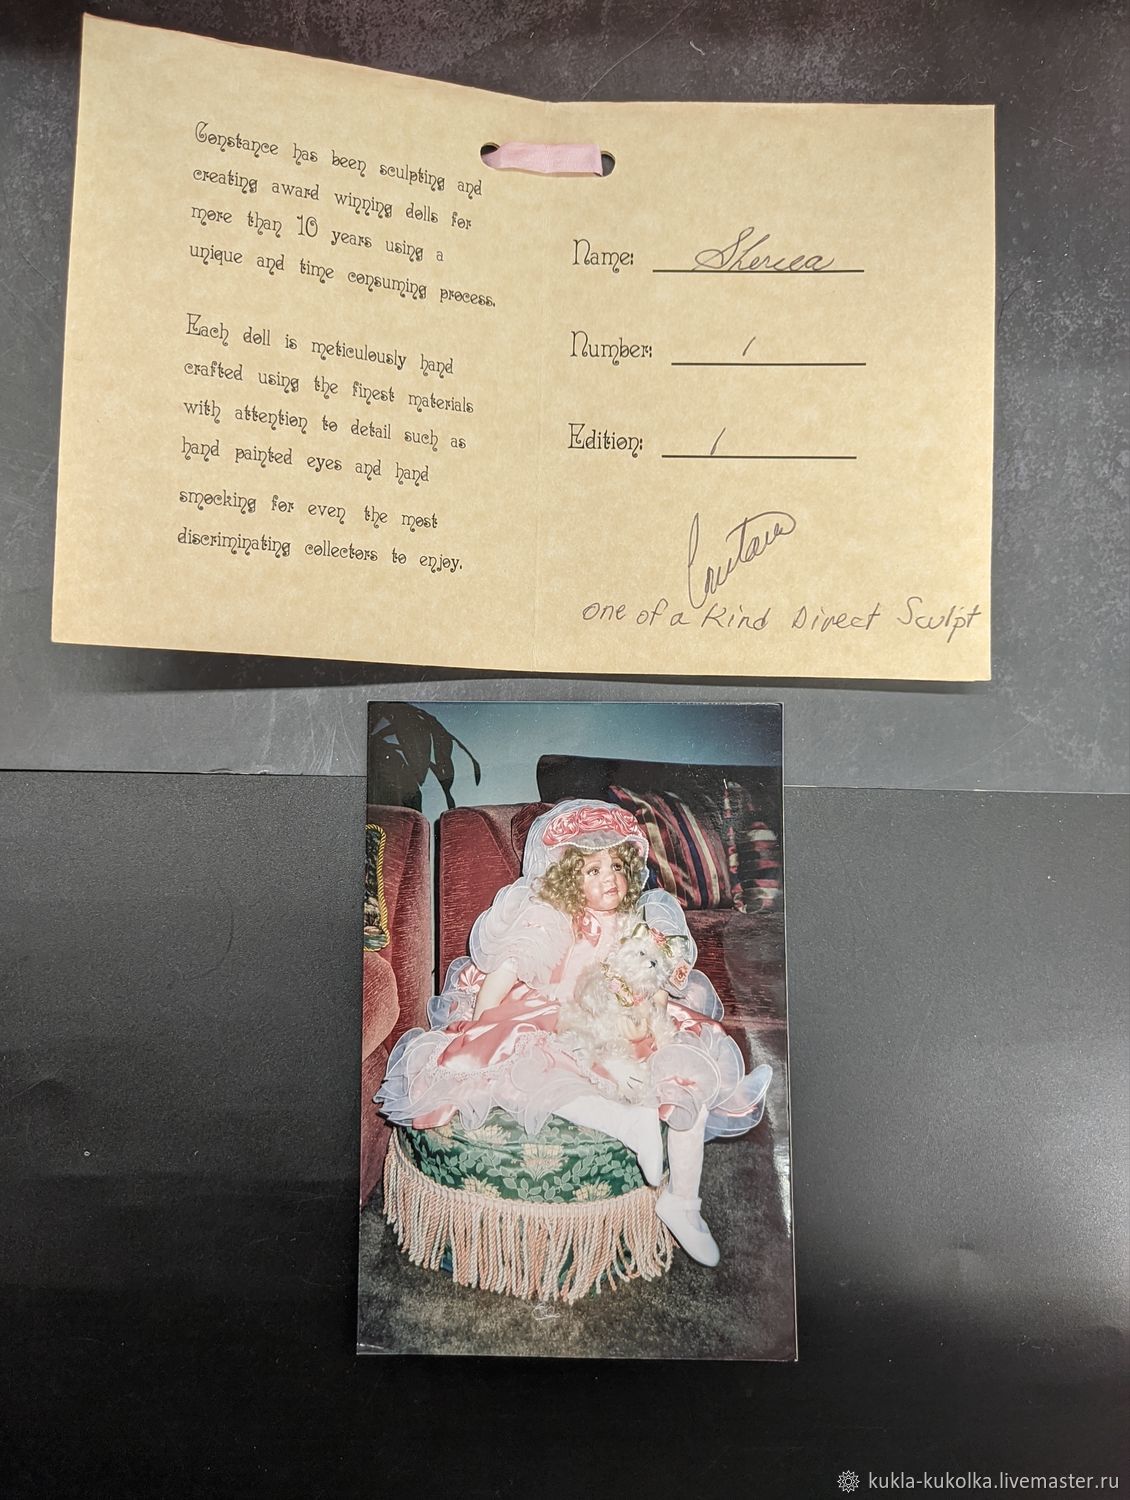 Constance has been sculpting and
creating award winning dolls for
more than 10 years using a
unique and time consuming process.
Each doll is meticulously hand
crafted using the finest materials
with attention to detail such as
hand painted eyes and hand
smocking for even the most
discriminating collectors to enjoy.
Name:
Number: 1
Edition: 1
Constance
One of a Kind Direct Sculpt
kukla-kukolka.livemaster.ru